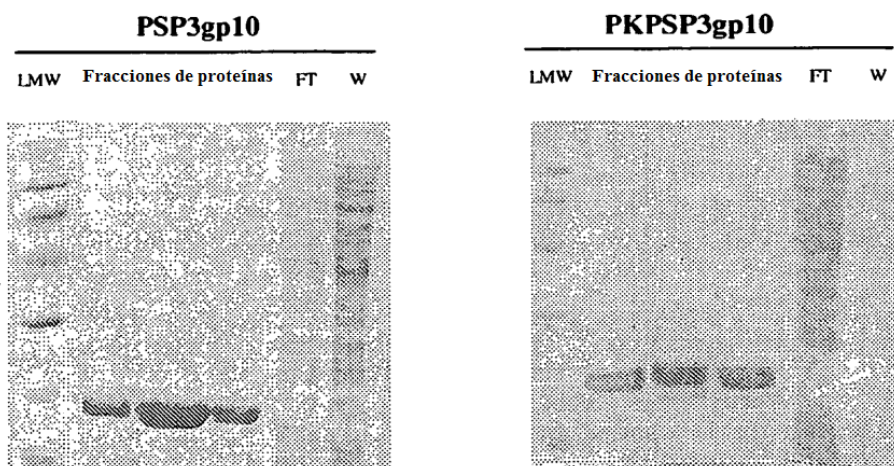 PSP3gp10
LMW Fracciones de proteínas FT W
PKPSP3gp10
LMW Fracciones de proteínas FT W